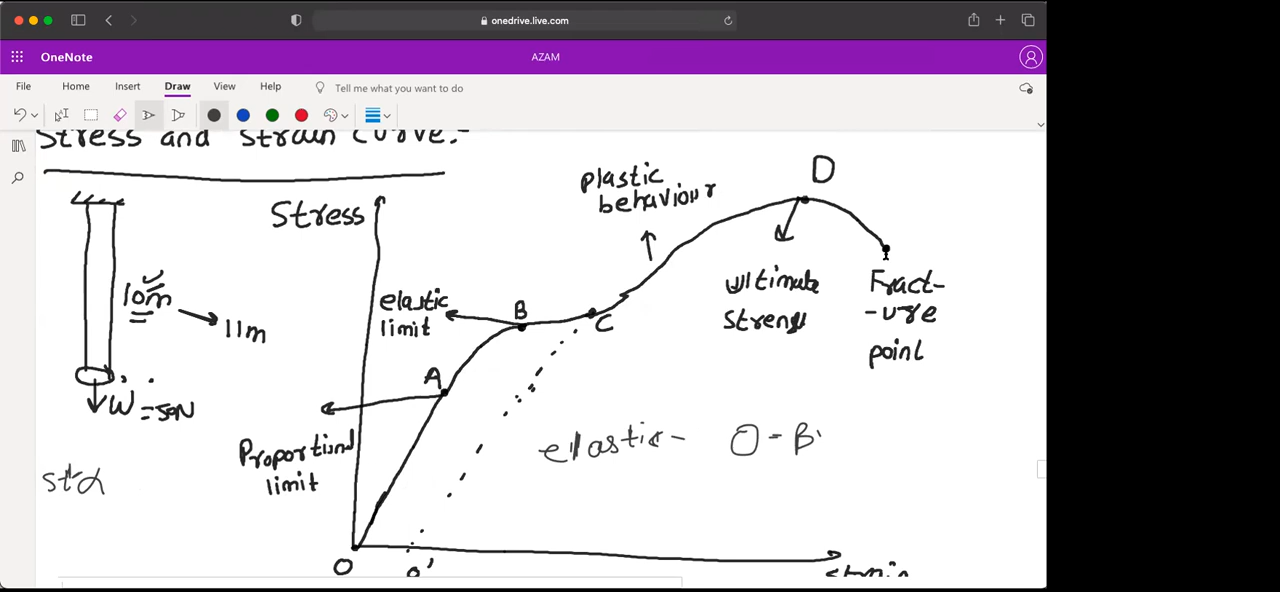 onedrive.live.com
OneNote
AZAM
File Home Insert Draw View Help Tell me what you want to do
Stress and strain curve:-
Stress
plastic
behaviour
D
10m
11m
W = 50N
elastic
limit
B
C
A
ultimate
Fract-
-ure
point
Proportional
limit
elastic - O - B
O
O'
strain